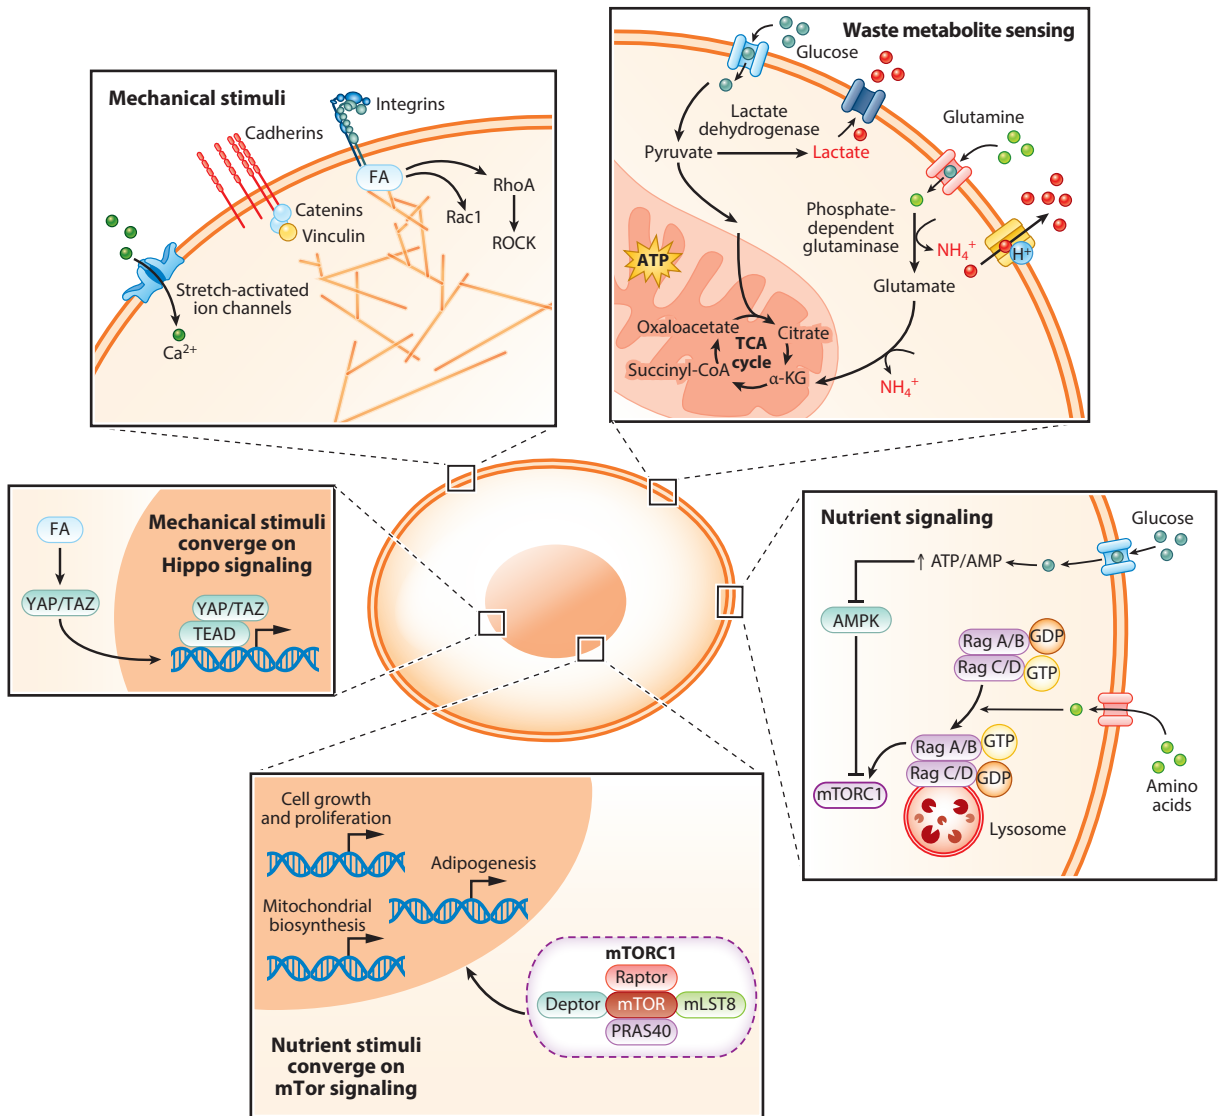 Mechanical stimuli
Integrins
Cadherins
FA
RhoA
Rac1
ROCK
Catenins
Vinculin
Stretch-activated
ion channels
Ca²⁺
Waste metabolite sensing
Glucose
Lactate
dehydrogenase
Glutamine
Pyruvate
Lactate
Phosphate-
dependent
glutaminase
NH₄⁺
H⁺
ATP
Glutamate
Oxaloacetate
Citrate
TCA
cycle
Succinyl-CoA
α-KG
NH₄⁺
FA
Mechanical stimuli
converge on
Hippo signaling
YAP/TAZ
YAP/TAZ
TEAD
Nutrient signaling
Glucose
↑ ATP/AMP
AMPK
Rag A/B
GDP
Rag C/D
GTP
Rag A/B
GTP
Rag C/D
GDP
mTORC1
Amino
acids
Lysosome
Cell growth
and proliferation
Adipogenesis
Mitochondrial
biosynthesis
mTORC1
Raptor
Deptor
mTOR
mLST8
PRAS40
Nutrient stimuli
converge on
mTor signaling